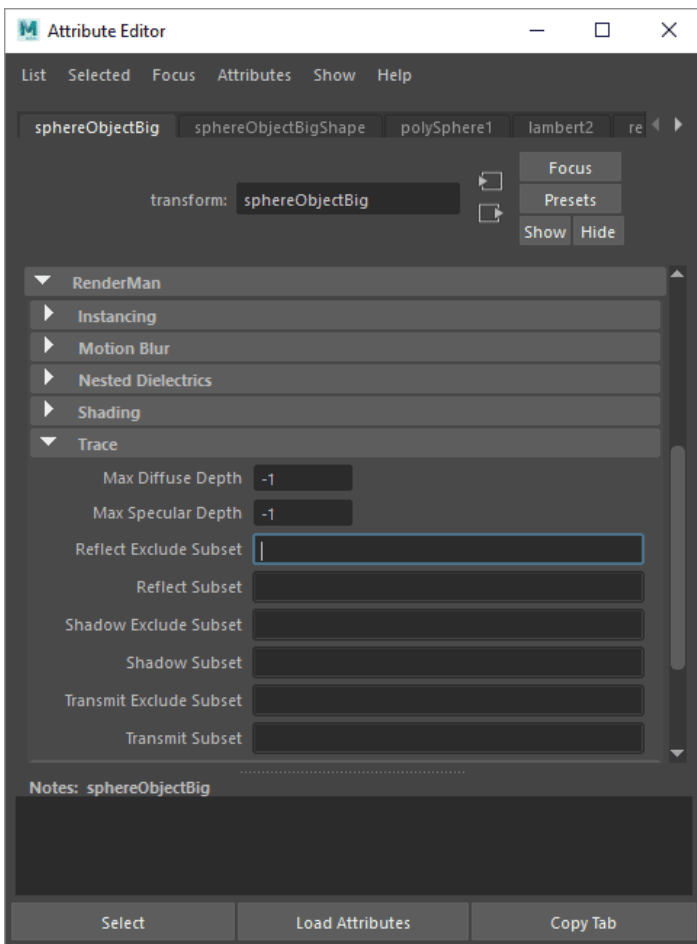 Attribute Editor
List Selected Focus Attributes Show Help
sphereObjectBig sphereObjectBigShape polySphere1 lambert2 re
Focus
transform: sphereObjectBig Presets
Show Hide
RenderMan
Instancing
Motion Blur
Nested Dielectrics
Shading
Trace
Max Diffuse Depth -1
Max Specular Depth -1
Reflect Exclude Subset
Reflect Subset
Shadow Exclude Subset
Shadow Subset
Transmit Exclude Subset
Transmit Subset
Notes: sphereObjectBig
Select Load Attributes Copy Tab